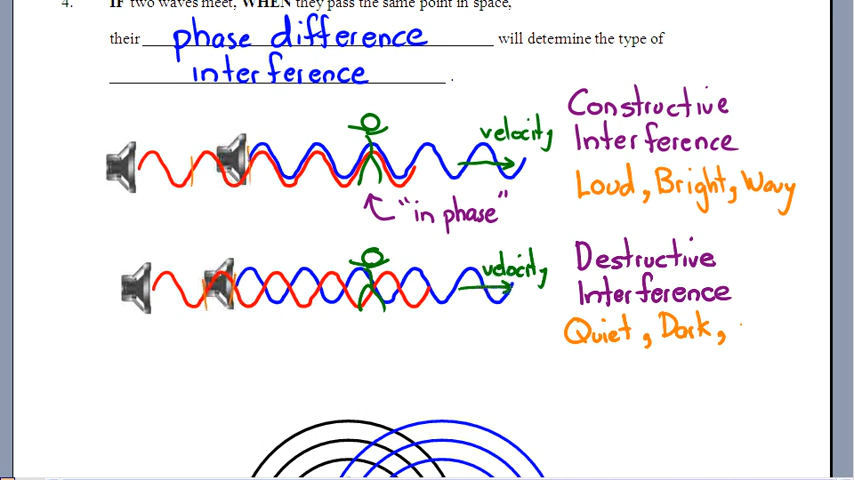 4. IF two waves meet, WHEN they pass the same point in space,
their phase difference will determine the type of
interference .
Constructive
Interference
velocity
Loud, Bright, Wavy
"in phase"
Destructive
Interference
velocity
Quiet, Dark,